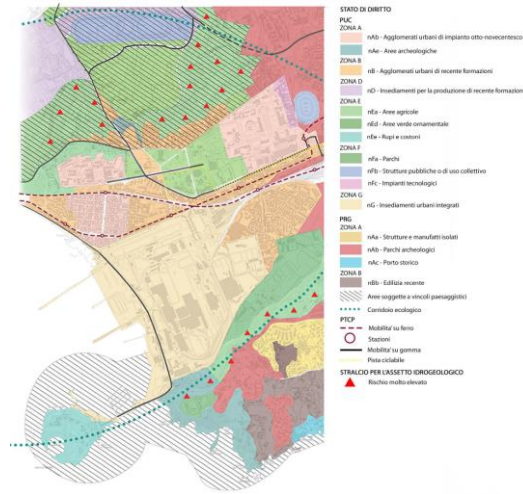 STATO DI DIRITTO
PUC
ZONA A
nAb - Agglomerati urbani di impianto otto-novecentesco
nAe - Aree archeologiche
ZONA B
nB - Agglomerati urbani di recente formazioni
ZONA D
nD - Insediamenti per la produzione di recente formazion
ZONA E
nEa - Aree agricole
nEd - Aree verde ornamentale
nEe - Rupi e costoni
ZONA F
nFa - Parchi
nFb - Strutture pubbliche o di uso collettivo
nFc - Impianti tecnologici
ZONA G
nG - Insediamenti urbani integrati
PRG
ZONA A
nAa - Strutture e manufatti isolati
nAb - Parchi archeologici
nAc - Porto storico
ZONA B
nBb - Edilizia recente
Aree soggette a vincoli paesaggistici
Corridoio ecologico
PTCP
Mobilita' su ferro
Stazioni
Mobilita' su gomma
Pista ciclabile
STRALCIO PER L'ASSETTO IDROGEOLOGICO
Rischio molto elevato